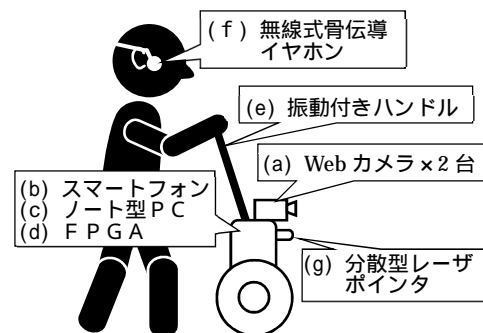 (f) 無線式骨伝導
イヤホン
(e) 振動付きハンドル
(a) Web カメラ×2 台
(b) スマートフォン
(c) ノート型ＰＣ
(d) ＦＰＧＡ
(g) 分散型レーザ
ポインタ